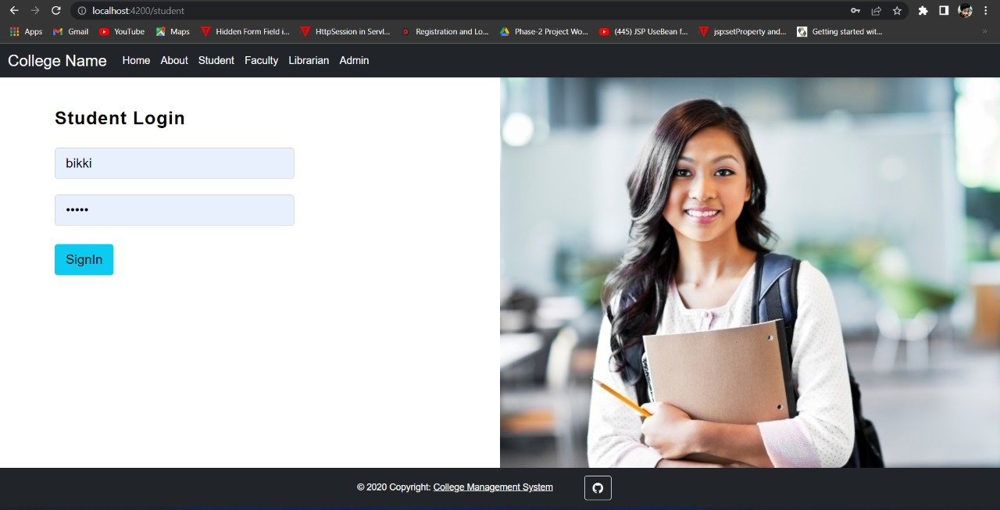 localhost:4200/student
Apps Gmail YouTube Maps Hidden Form Field i... HttpSession in Servl... Registration and Lo... Phase-2 Project Wo... (445) JSP UseBean f... jsp:setProperty and... Getting started wit... »
College Name Home About Student Faculty Librarian Admin
Student Login
bikki
•••••
SignIn
© 2020 Copyright: College Management System